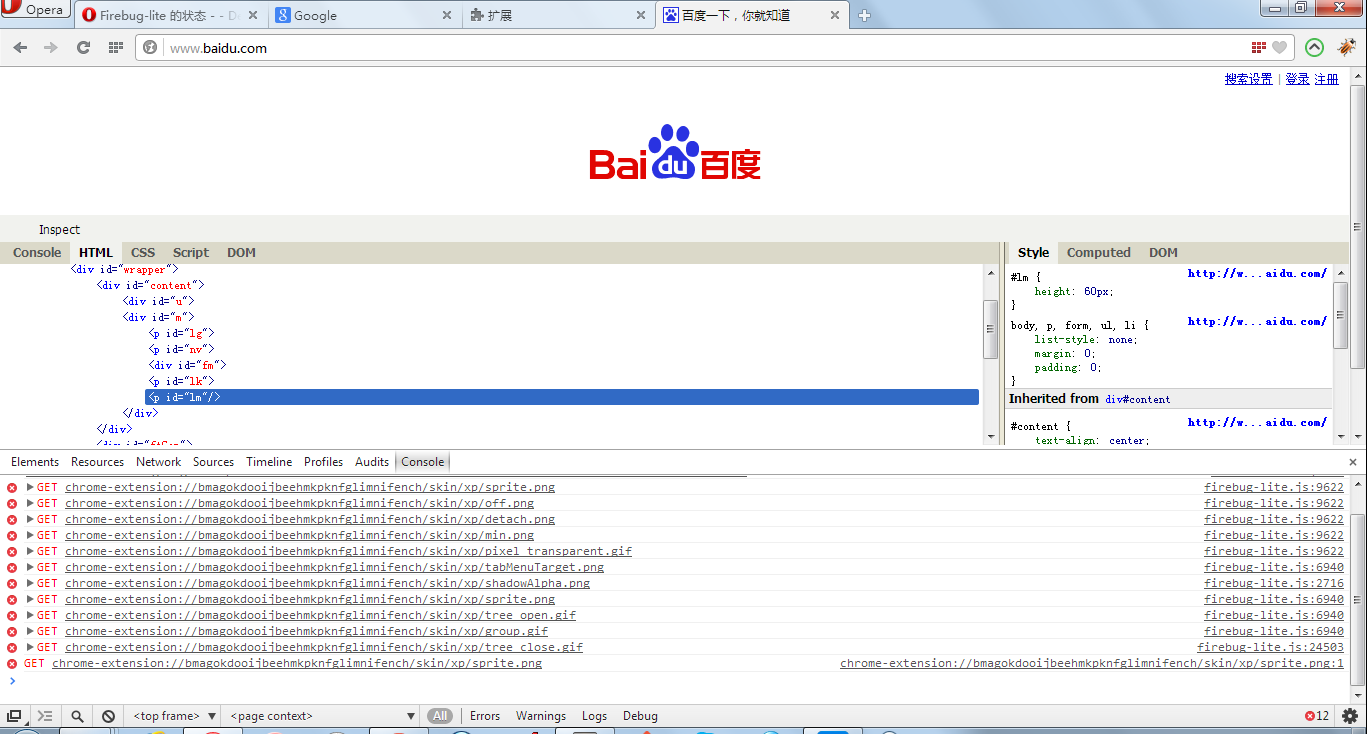 Opera
Firebug-lite 的状态 - - De
Google
扩展
百度一下，你就知道
www.baidu.com
搜索设置 | 登录 注册
Bai du 百度
Inspect
Console HTML CSS Script DOM
Style Computed DOM
<div id="wrapper">
<div id="content">
<div id="u">
<div id="m">
<p id="lg">
<p id="nv">
<div id="fm">
<p id="lk">
<p id="lm"/>
</div>
</div>
<div id="ftCon">
#lm { http://w...aidu.com/
height: 60px;
}
body, p, form, ul, li { http://w...aidu.com/
list-style: none;
margin: 0;
padding: 0;
}
Inherited from div#content
#content { http://w...aidu.com/
text-align: center;
Elements Resources Network Sources Timeline Profiles Audits Console
GET chrome-extension://bmagokdooijbeehmkpknfglimnifench/skin/xp/sprite.png firebug-lite.js:9622
GET chrome-extension://bmagokdooijbeehmkpknfglimnifench/skin/xp/off.png firebug-lite.js:9622
GET chrome-extension://bmagokdooijbeehmkpknfglimnifench/skin/xp/detach.png firebug-lite.js:9622
GET chrome-extension://bmagokdooijbeehmkpknfglimnifench/skin/xp/min.png firebug-lite.js:9622
GET chrome-extension://bmagokdooijbeehmkpknfglimnifench/skin/xp/pixel_transparent.gif firebug-lite.js:9622
GET chrome-extension://bmagokdooijbeehmkpknfglimnifench/skin/xp/tabMenuTarget.png firebug-lite.js:6940
GET chrome-extension://bmagokdooijbeehmkpknfglimnifench/skin/xp/shadowAlpha.png firebug-lite.js:2716
GET chrome-extension://bmagokdooijbeehmkpknfglimnifench/skin/xp/sprite.png firebug-lite.js:6940
GET chrome-extension://bmagokdooijbeehmkpknfglimnifench/skin/xp/tree_open.gif firebug-lite.js:6940
GET chrome-extension://bmagokdooijbeehmkpknfglimnifench/skin/xp/group.gif firebug-lite.js:6940
GET chrome-extension://bmagokdooijbeehmkpknfglimnifench/skin/xp/tree_close.gif firebug-lite.js:24503
GET chrome-extension://bmagokdooijbeehmkpknfglimnifench/skin/xp/sprite.png chrome-extension://bmagokdooijbeehmkpknfglimnifench/skin/xp/sprite.png:1
<top frame> <page context> All Errors Warnings Logs Debug 12